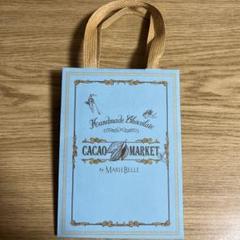 Handmade Chocolate
CACAO MARKET
BY MARIEBELLE